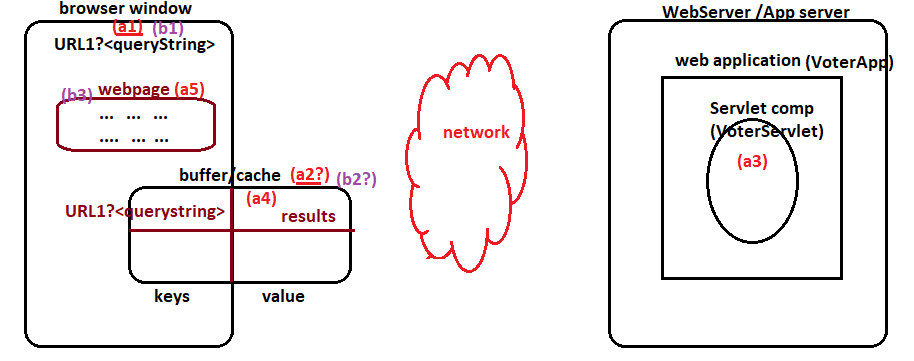 browser window
(a1) (b1)
URL1?<queryString>
(b3) webpage (a5)
... ... ...
.... ... ...
buffer/cache (a2?) (b2?)
(a4)
URL1?<querystring> results
keys value
network
WebServer /App server
web application (VoterApp)
Servlet comp
(VoterServlet)
(a3)